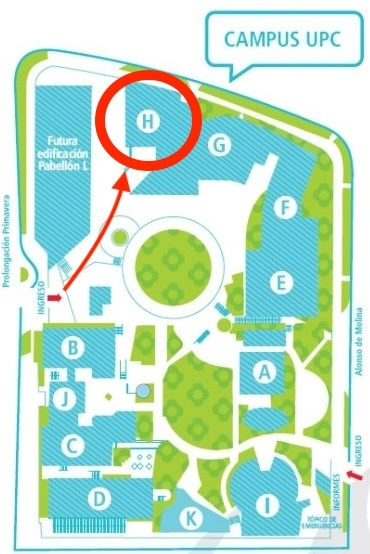 CAMPUS UPC
H
G
Futura
edificación
Pabellón L
F
E
Prolongación Primavera
INGRESO
B
A
Alonso de Molina
J
C
INGRESO
D
INFORMES
I
K
TÓPICO DE
EMERGENCIAS